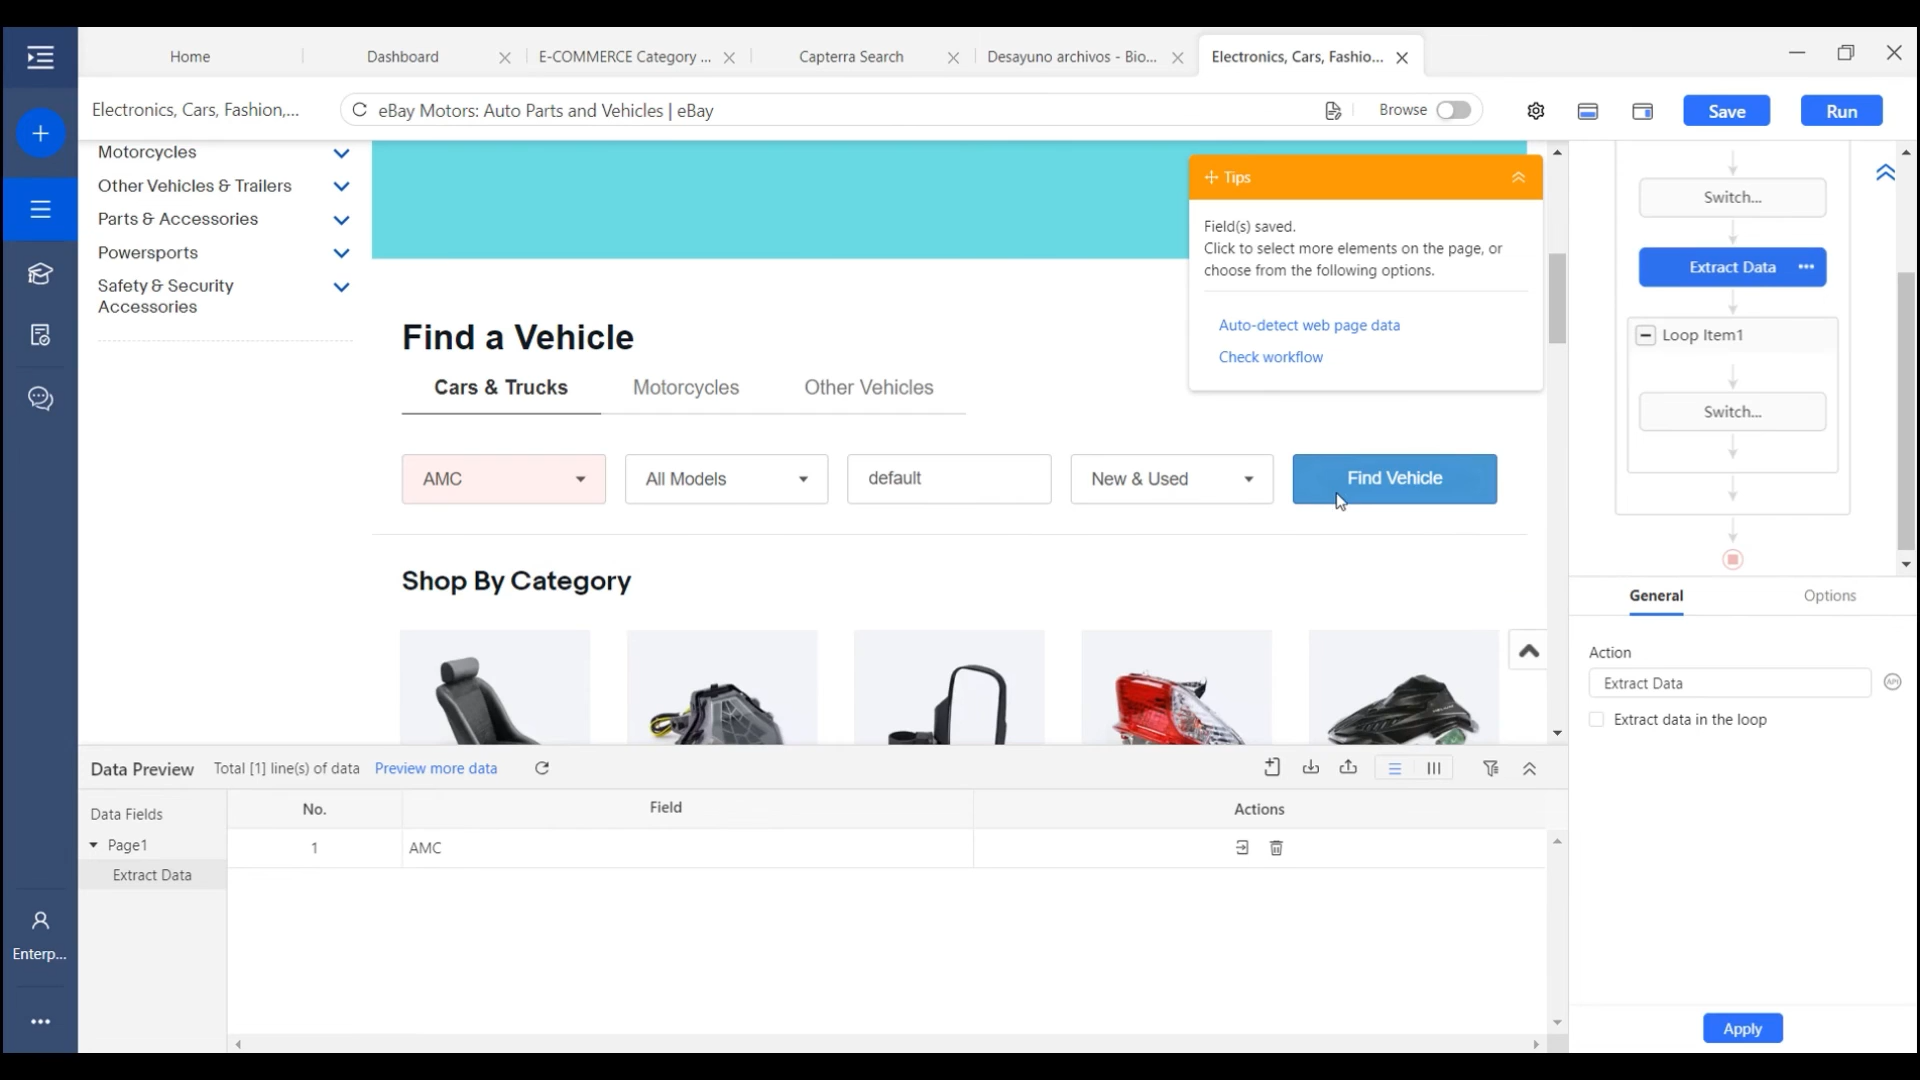 Home
Dashboard
E-COMMERCE Category ...
Capterra Search
Desayuno archivos - Bio...
Electronics, Cars, Fashio...
Electronics, Cars, Fashion,...
eBay Motors: Auto Parts and Vehicles | eBay
Browse
Save
Run
Motorcycles
Other Vehicles & Trailers
Parts & Accessories
Powersports
Safety & Security
Accessories
Tips
Field(s) saved.
Click to select more elements on the page, or
choose from the following options.
Auto-detect web page data
Check workflow
Switch...
Extract Data
Loop Item1
Switch...
Find a Vehicle
Cars & Trucks
Motorcycles
Other Vehicles
AMC
All Models
default
New & Used
Find Vehicle
Shop By Category
General
Options
Action
Extract Data
API
Extract data in the loop
Data Preview
Total [1] line(s) of data
Preview more data
Data Fields
Page1
Extract Data
No.
Field
Actions
1
AMC
Enterp...
Apply